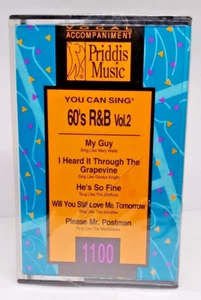 VOCAL
ACCOMPANIMENT
Priddis
Music
YOU CAN SING
60's R&B Vol.2
My Guy
Sing Like Mary Wells
I Heard It Through The
Grapevine
Sing Like Gladys Knight
He's So Fine
Sing Like The Chiffons
Will You Still Love Me Tomorrow
Sing Like The Shirelles
Please Mr. Postman
Sing Like The Marvelettes
1100